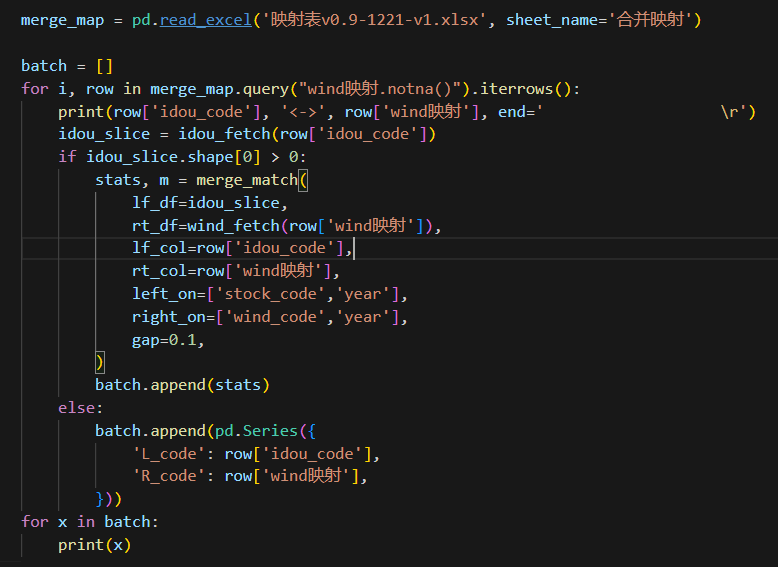 merge_map = pd.read_excel('映射表v0.9-1221-v1.xlsx', sheet_name='合并映射')
batch = []
for i, row in merge_map.query("wind映射.notna()").iterrows():
    print(row['idou_code'], '<->', row['wind映射'], end='                    \r')
    idou_slice = idou_fetch(row['idou_code'])
    if idou_slice.shape[0] > 0:
        stats, m = merge_match(
            lf_df=idou_slice,
            rt_df=wind_fetch(row['wind映射']),
            lf_col=row['idou_code'],
            rt_col=row['wind映射'],
            left_on=['stock_code','year'],
            right_on=['wind_code','year'],
            gap=0.1,
        )
        batch.append(stats)
    else:
        batch.append(pd.Series({
            'L_code': row['idou_code'],
            'R_code': row['wind映射'],
        }))
for x in batch:
    print(x)